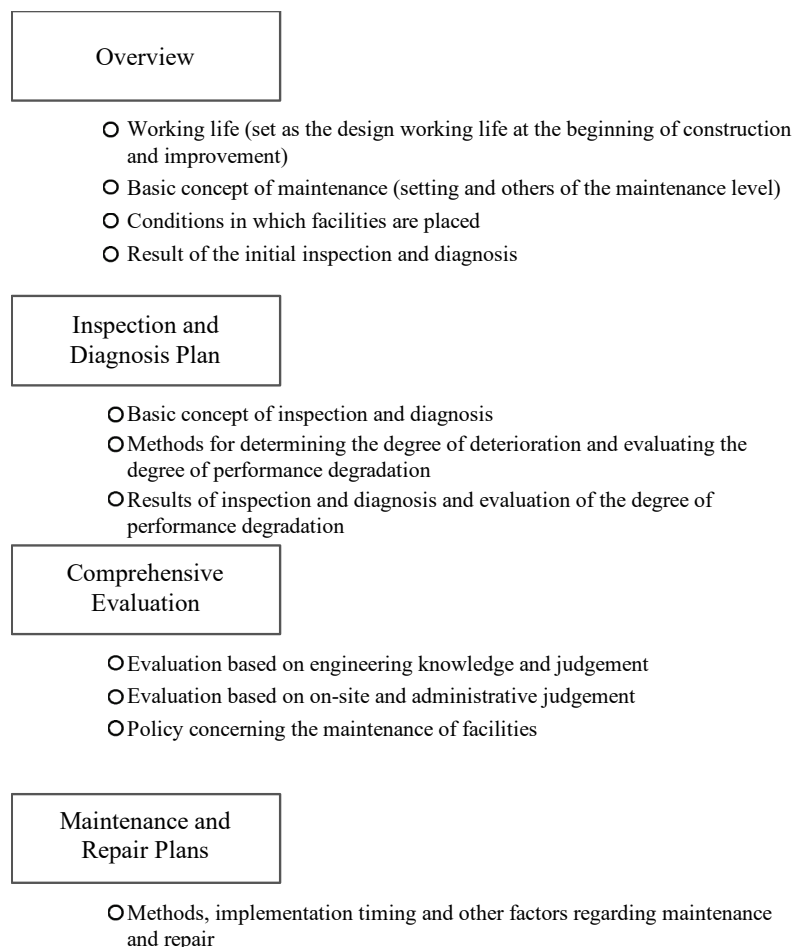 Overview
Working life (set as the design working life at the beginning of construction
and improvement)
Basic concept of maintenance (setting and others of the maintenance level)
Conditions in which facilities are placed
Result of the initial inspection and diagnosis
Inspection and
Diagnosis Plan
Basic concept of inspection and diagnosis
Methods for determining the degree of deterioration and evaluating the
degree of performance degradation
Results of inspection and diagnosis and evaluation of the degree of
performance degradation
Comprehensive
Evaluation
Evaluation based on engineering knowledge and judgement
Evaluation based on on-site and administrative judgement
Policy concerning the maintenance of facilities
Maintenance and
Repair Plans
Methods, implementation timing and other factors regarding maintenance
and repair